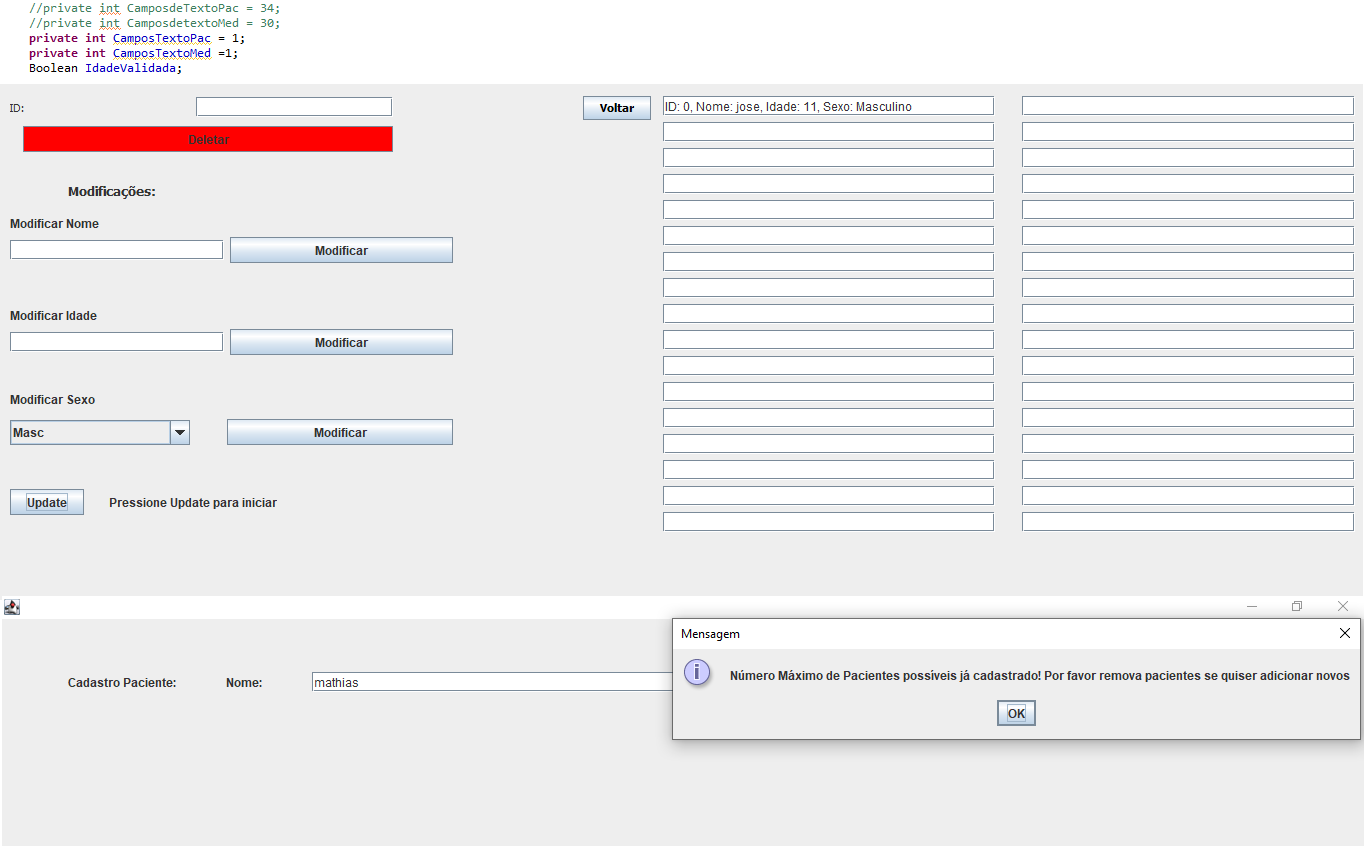 //private int CamposdeTextoPac = 34;
//private int CamposdetextoMed = 30;
private int CamposTextoPac = 1;
private int CamposTextoMed =1;
Boolean IdadeValidada;
ID:
Voltar
ID: 0, Nome: jose, Idade: 11, Sexo: Masculino
Deletar
Modificações:
Modificar Nome
Modificar
Modificar Idade
Modificar
Modificar Sexo
Masc
Modificar
Update
Pressione Update para iniciar
Mensagem
Número Máximo de Pacientes possíveis já cadastrado! Por favor remova pacientes se quiser adicionar novos
OK
Cadastro Paciente:
Nome:
mathias